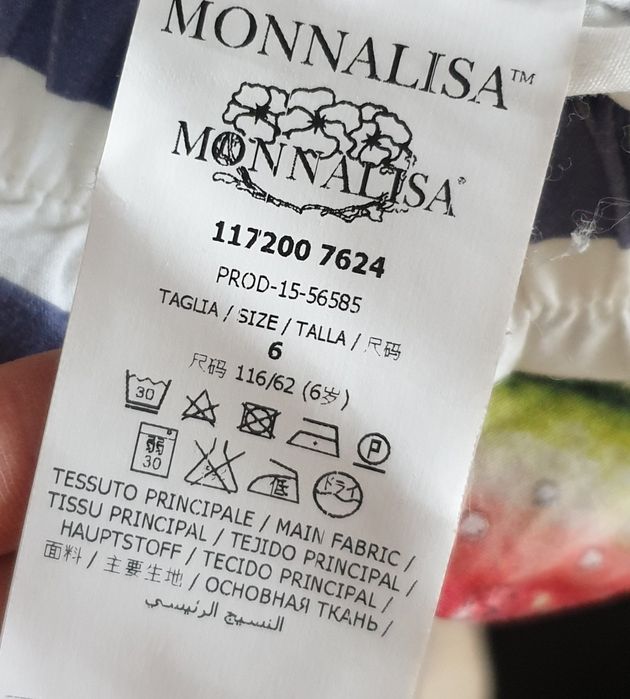 MONNALISA™
MONNALISA®
117200 7624
PROD-15-56585
TAGLIA / SIZE / TALLA / 尺码
6
尺码 116/62 (6岁)
30
P
弱
30
低
ドライ
TESSUTO PRINCIPALE / MAIN FABRIC /
TISSU PRINCIPAL / TEJIDO PRINCIPAL /
HAUPTSTOFF / TECIDO PRINCIPAL /
面料 / 主要生地 / ОСНОВНАЯ ТКАНЬ /
النسيج الرئيسي